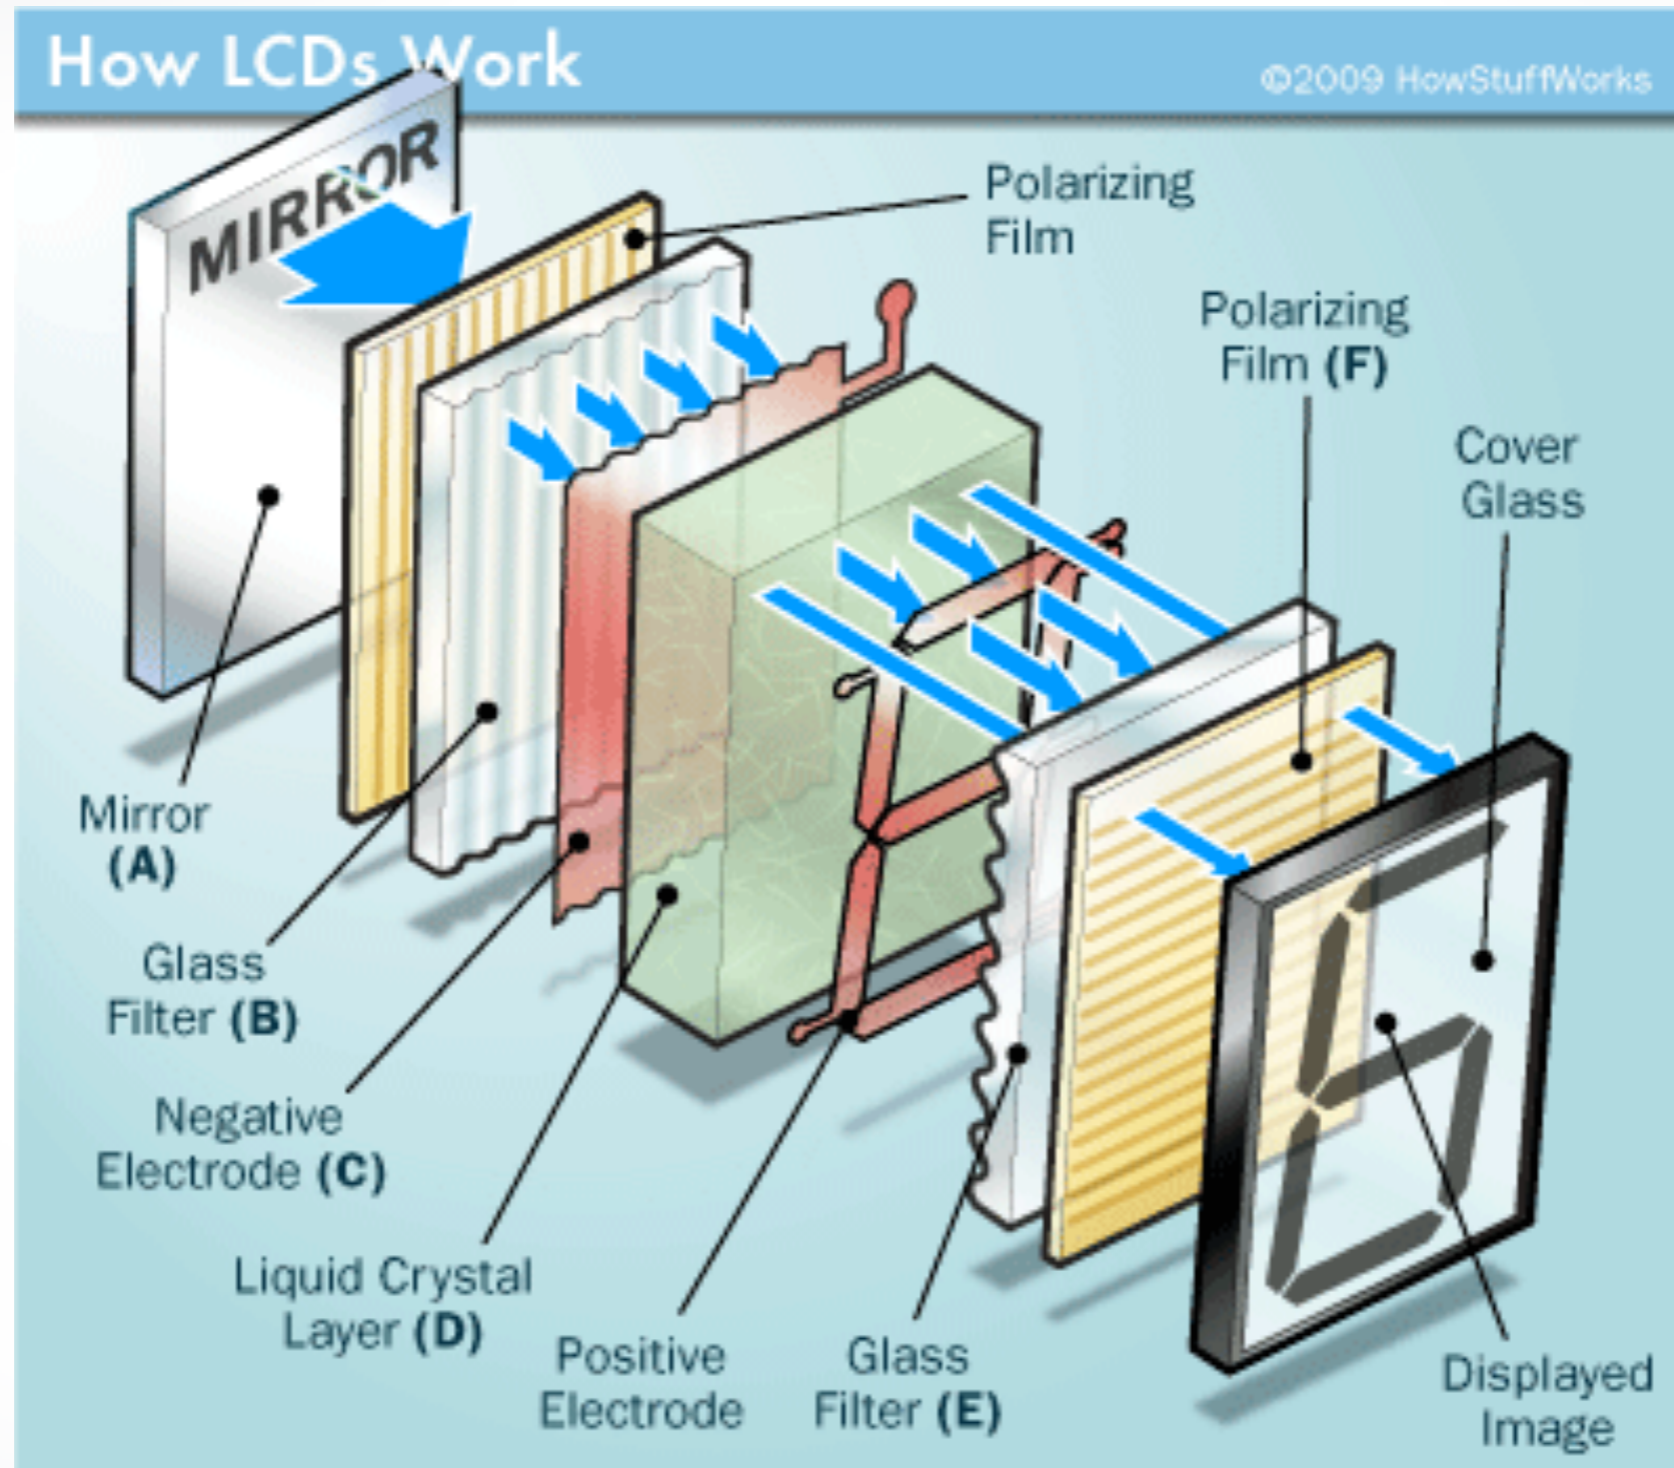 How LCDs Work
©2009 HowStuffWorks
MIRROR
Polarizing
Film
Polarizing
Film (F)
Cover
Glass
Mirror
(A)
Glass
Filter (B)
Negative
Electrode (C)
Liquid Crystal
Layer (D)
Positive
Electrode
Glass
Filter (E)
Displayed
Image
6